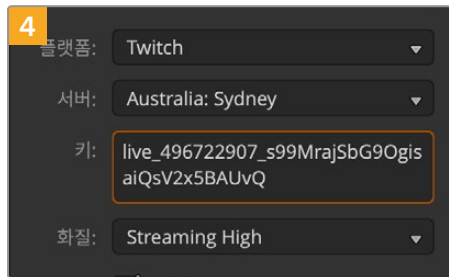 4
플랫폼: Twitch
서버: Australia: Sydney
키: live_496722907_s99MrajSbG9Ogis
aiQsV2x5BAUvQ
화질: Streaming High